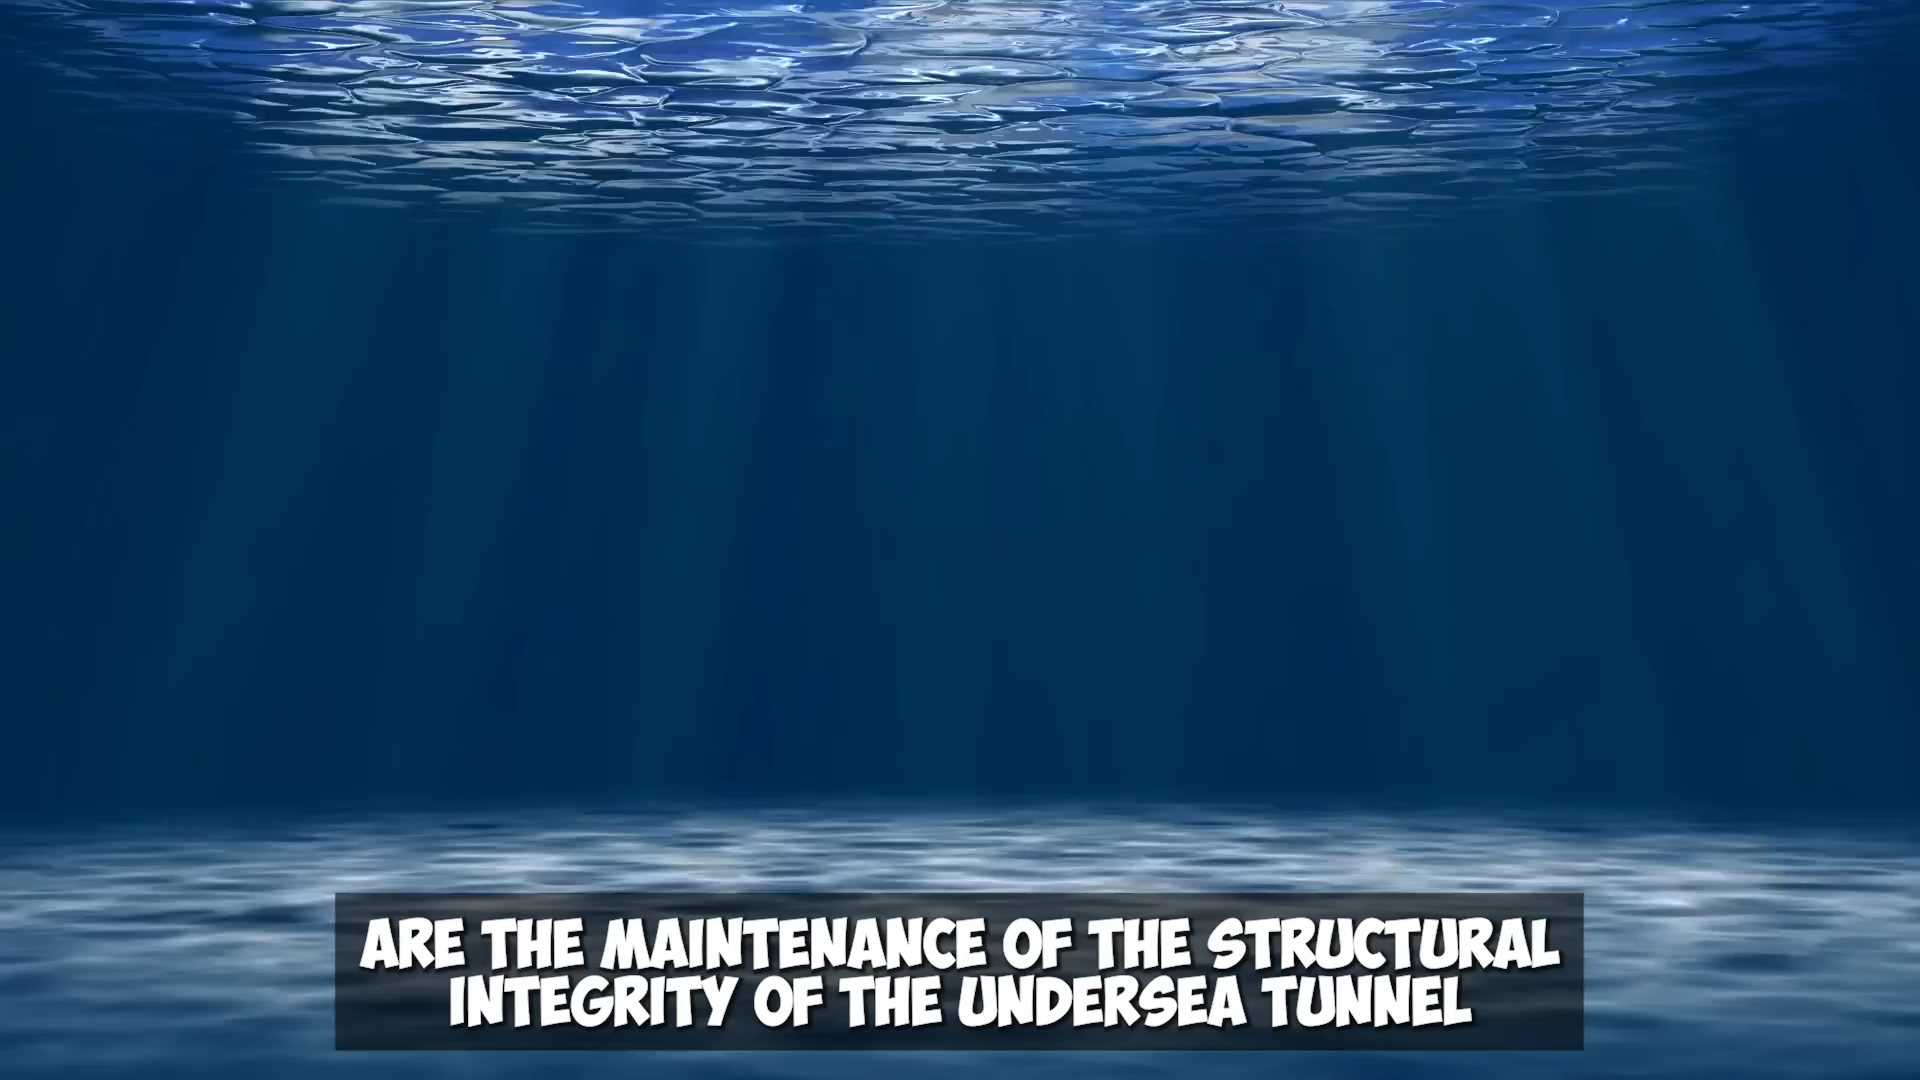 ARE THE MAINTENANCE OF THE STRUCTURAL
INTEGRITY OF THE UNDERSEA TUNNEL